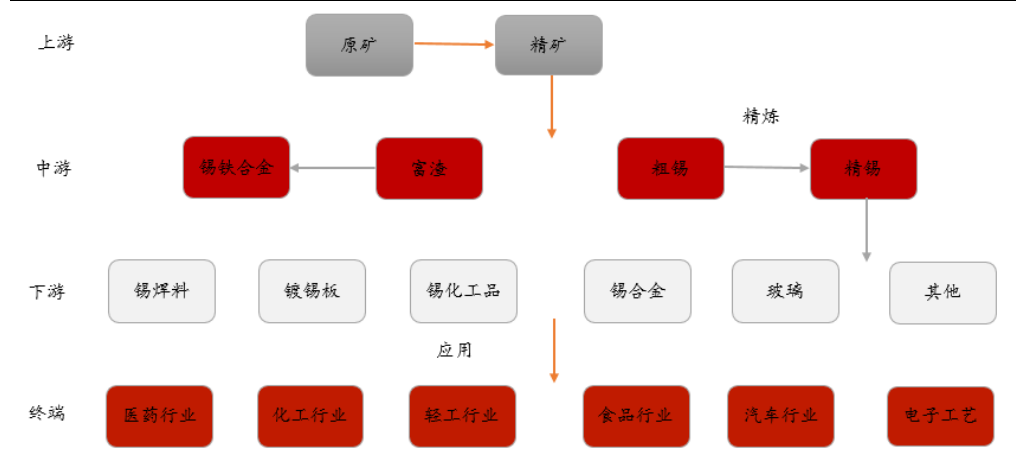 上游
原矿
精矿
精炼
中游
锡铁合金
富渣
粗锡
精锡
下游
锡焊料
镀锡板
锡化工品
锡合金
玻璃
其他
应用
终端
医药行业
化工行业
轻工行业
食品行业
汽车行业
电子工艺